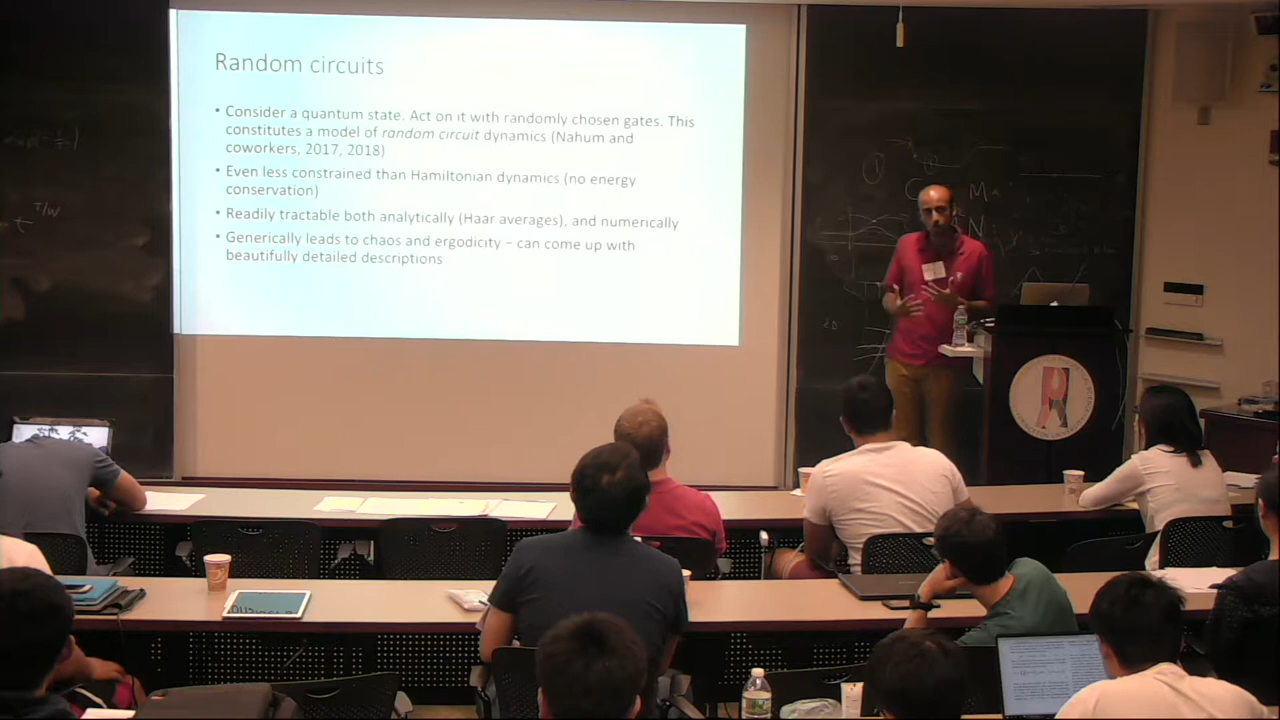 Random circuits
• Consider a quantum state. Act on it with randomly chosen gates. This
constitutes a model of random circuit dynamics (Nahum and
coworkers, 2017, 2018)
• Even less constrained than Hamiltonian dynamics (no energy
conservation)
• Readily tractable both analytically (Haar averages), and numerically
• Generically leads to chaos and ergodicity – can come up with
beautifully detailed descriptions